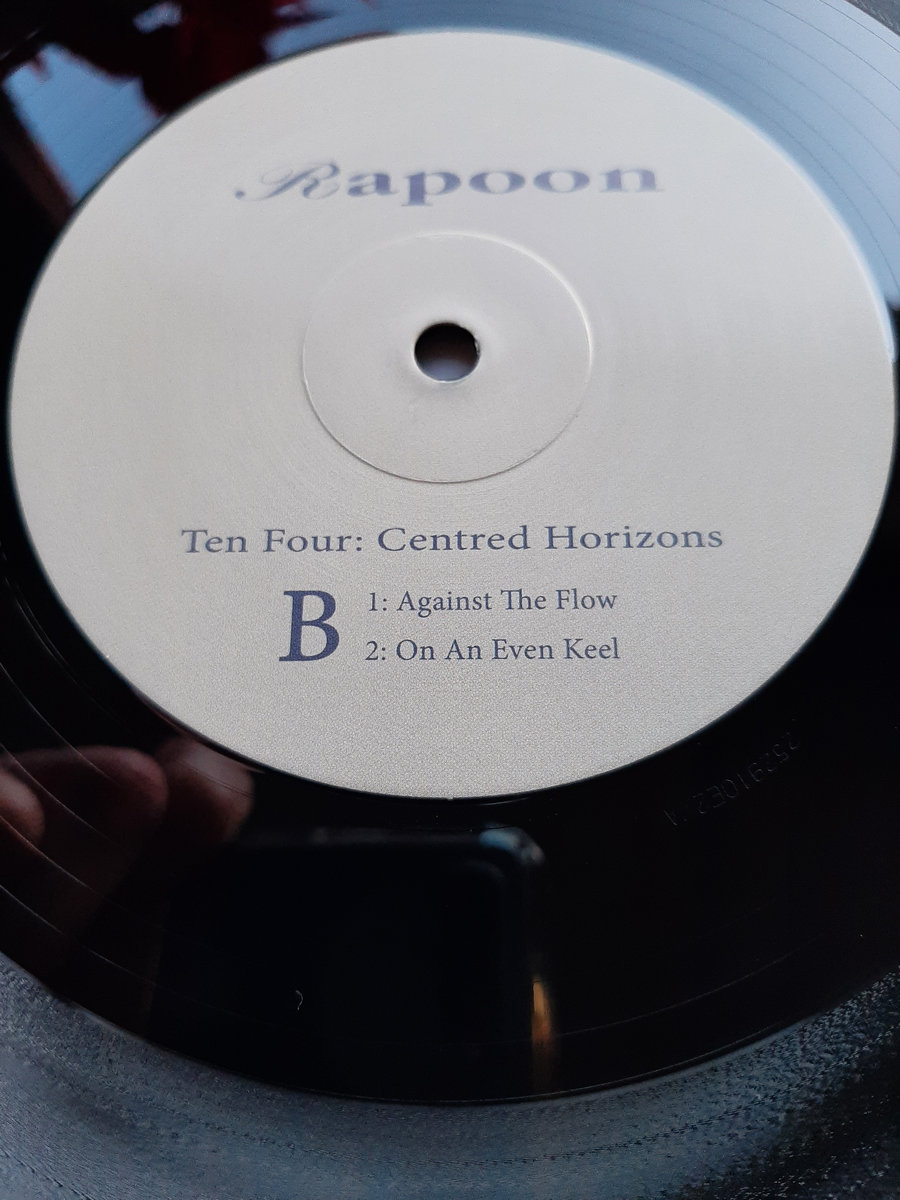 Rapoon
Ten Four: Centred Horizons
B
1: Against The Flow
2: On An Even Keel